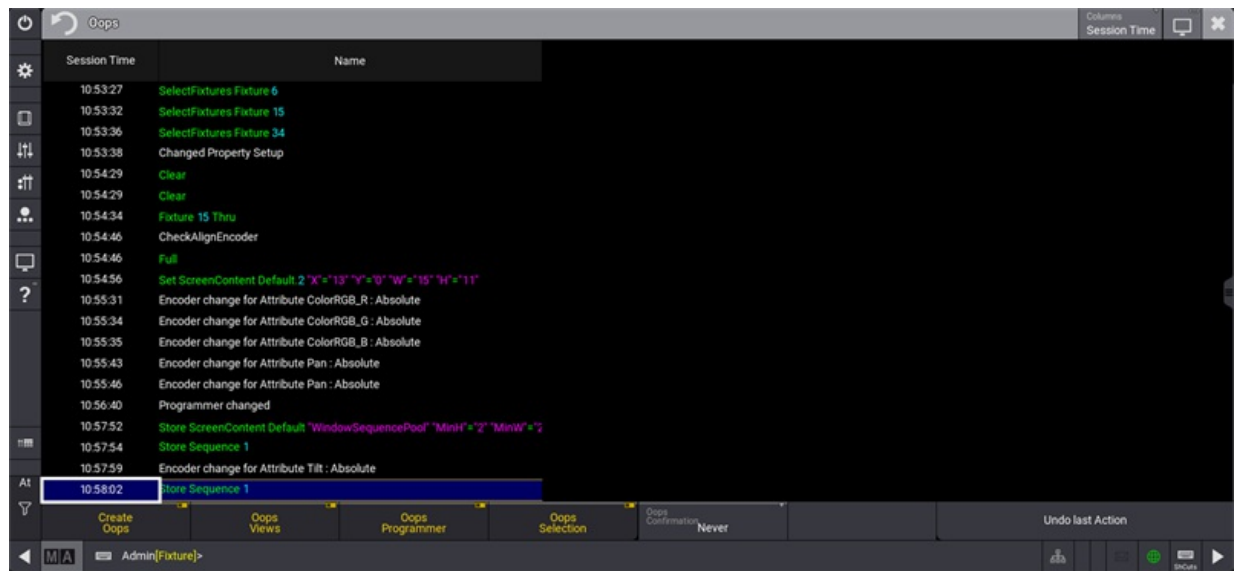 Oops
Columns
Session Time
Session Time Name
10:53:27 SelectFixtures Fixture 6
10:53:32 SelectFixtures Fixture 15
10:53:36 SelectFixtures Fixture 34
10:53:38 Changed Property Setup
10:54:29 Clear
10:54:29 Clear
10:54:34 Fixture 15 Thru
10:54:46 CheckAlignEncoder
10:54:46 Full
10:54:56 Set ScreenContent Default.2 "X"="13" "Y"="0" "W"="15" "H"="11"
10:55:31 Encoder change for Attribute ColorRGB_R : Absolute
10:55:34 Encoder change for Attribute ColorRGB_G : Absolute
10:55:35 Encoder change for Attribute ColorRGB_B : Absolute
10:55:43 Encoder change for Attribute Pan : Absolute
10:55:46 Encoder change for Attribute Pan : Absolute
10:56:40 Programmer changed
10:57:52 Store ScreenContent Default "WindowSequencePool" "MinH"="2" "MinW"="2
10:57:54 Store Sequence 1
10:57:59 Encoder change for Attribute Tilt : Absolute
10:58:02 Store Sequence 1
?
At
Create Oops
Oops Views
Oops Programmer
Oops Selection
Oops Confirmation Never
Undo last Action
MA Admin[Fixture]>
ShCuts